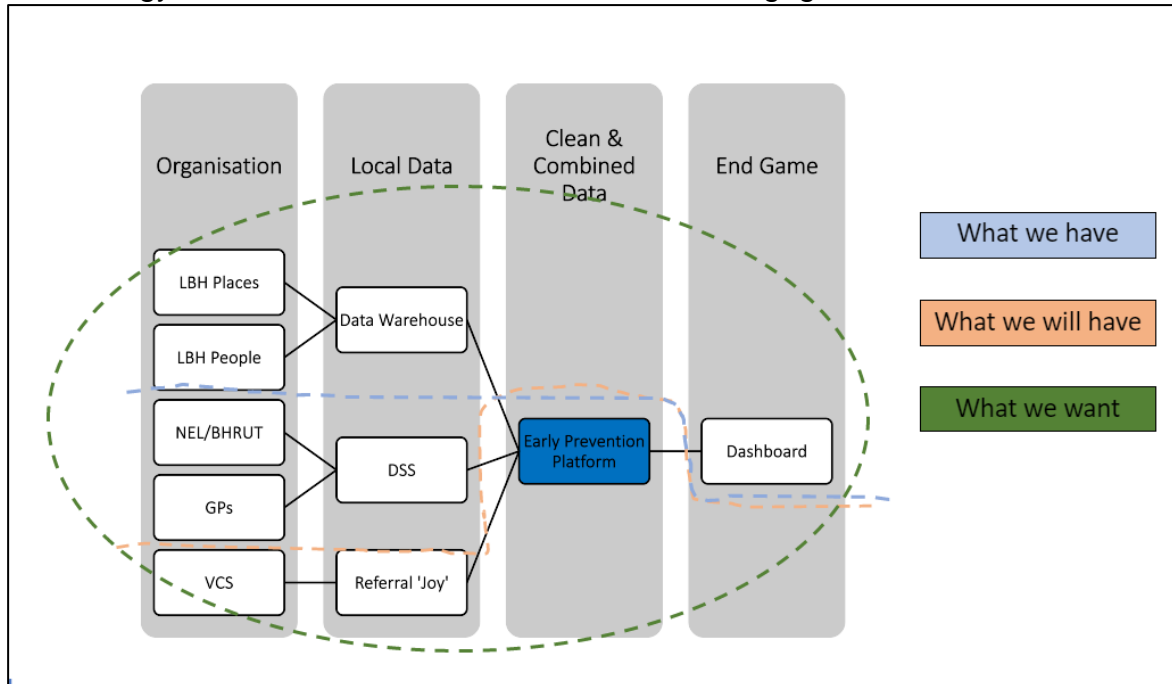 Organisation
Local Data
Clean &
Combined
Data
End Game
What we have
What we will have
What we want
LBH Places
LBH People
NEL/BHRUT
GPs
VCS
Data Warehouse
DSS
Referral 'Joy'
Early Prevention
Platform
Dashboard